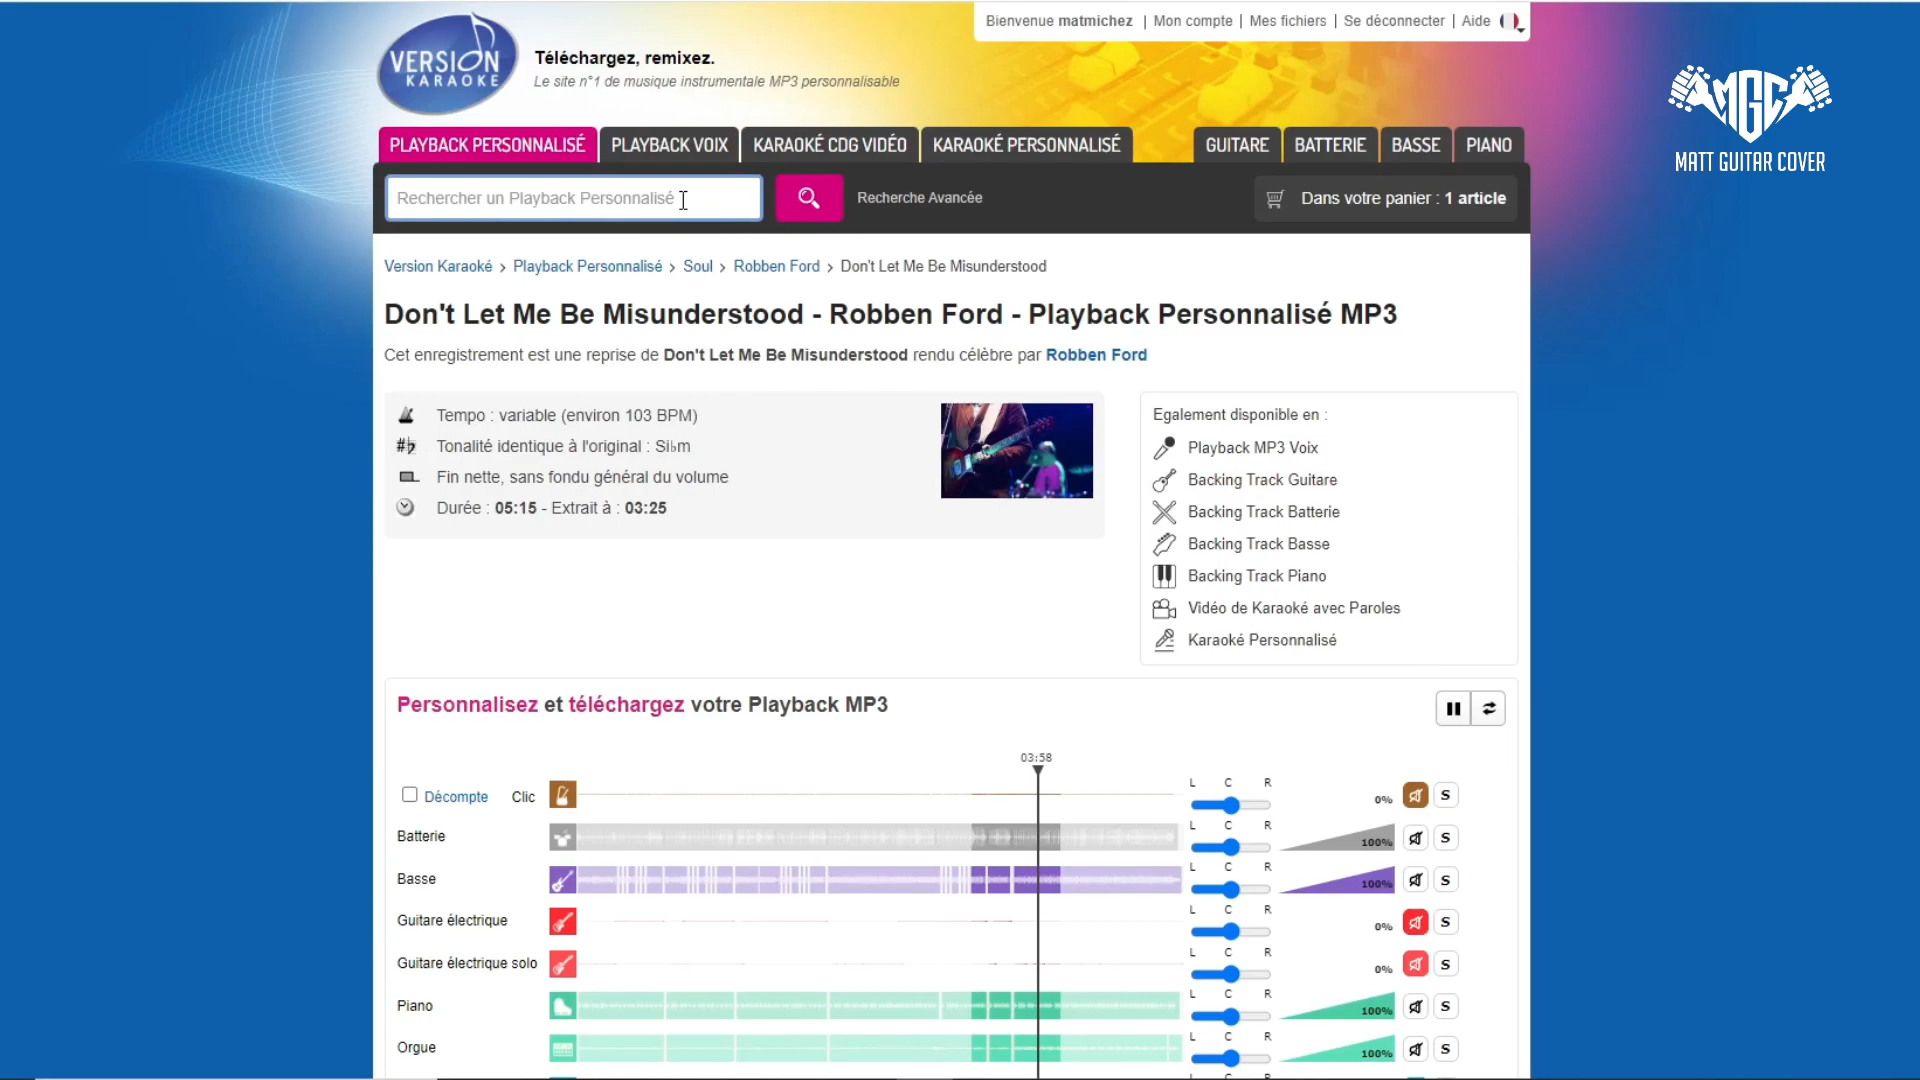 Bienvenue matmichez | Mon compte | Mes fichiers | Se déconnecter | Aide
VERSION
KARAOKE
Téléchargez, remixez.
Le site n°1 de musique instrumentale MP3 personnalisable
MGC
MATT GUITAR COVER
PLAYBACK PERSONNALISÉ PLAYBACK VOIX KARAOKÉ CDG VIDÉO KARAOKÉ PERSONNALISÉ GUITARE BATTERIE BASSE PIANO
Rechercher un Playback Personnalisé Recherche Avancée Dans votre panier : 1 article
Version Karaoké > Playback Personnalisé > Soul > Robben Ford > Don't Let Me Be Misunderstood
Don't Let Me Be Misunderstood - Robben Ford - Playback Personnalisé MP3
Cet enregistrement est une reprise de Don't Let Me Be Misunderstood rendu célèbre par Robben Ford
Tempo : variable (environ 103 BPM)
Tonalité identique à l'original : Si♭m
Fin nette, sans fondu général du volume
Durée : 05:15 - Extrait à : 03:25
Egalement disponible en :
Playback MP3 Voix
Backing Track Guitare
Backing Track Batterie
Backing Track Basse
Backing Track Piano
Vidéo de Karaoké avec Paroles
Karaoké Personnalisé
Personnalisez et téléchargez votre Playback MP3
03:58
L C R
Décompte Clic 0% S
L C R
Batterie 100% S
L C R
Basse 100% S
L C R
Guitare électrique 0% S
L C R
Guitare électrique solo 0% S
L C R
Piano 100% S
L C R
Orgue 100% S
L C R